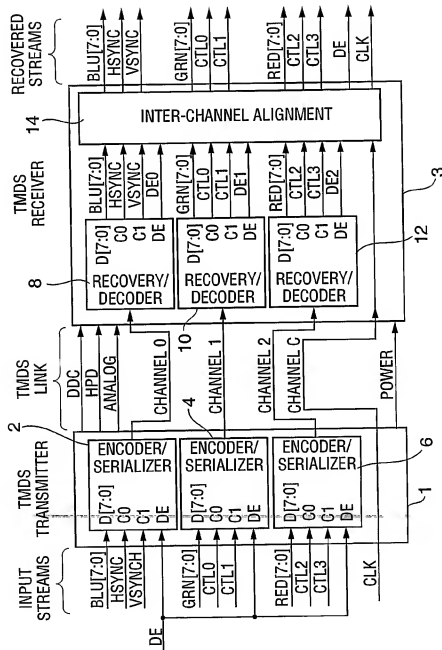 INPUT STREAMS
TMDS TRANSMITTER
TMDS LINK
TMDS RECEIVER
RECOVERED STREAMS
BLU[7:0]
HSYNC
VSYNCH
DE
GRN[7:0]
CTL0
CTL1
RED[7:0]
CTL2
CTL3
CLK
2
D[7:0]
C0
C1
DE
ENCODER/
SERIALIZER
4
D[7:0]
C0
C1
DE
ENCODER/
SERIALIZER
D[7:0]
C0
C1
DE
ENCODER/
SERIALIZER
6
1
DDC
HPD
ANALOG
CHANNEL 0
CHANNEL 1
CHANNEL 2
CHANNEL C
POWER
8
D[7:0]
C0
C1
DE
RECOVERY/
DECODER
10
D[7:0]
C0
C1
DE
RECOVERY/
DECODER
D[7:0]
C0
C1
DE
RECOVERY/
DECODER
12
BLU[7:0]
HSYNC
VSYNC
DE0
GRN[7:0]
CTL0
CTL1
DE1
RED[7:0]
CTL2
CTL3
DE2
14
INTER-CHANNEL ALIGNMENT
3
BLU[7:0]
HSYNC
VSYNC
GRN[7:0]
CTL0
CTL1
RED[7:0]
CTL2
CTL3
DE
CLK